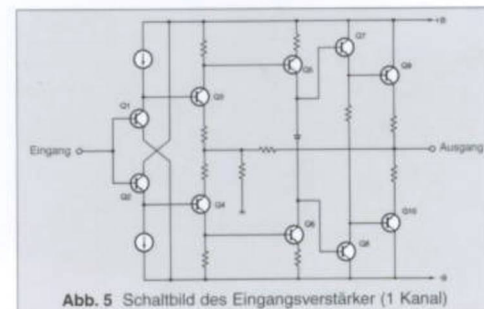 +B
Q7
Q5
Q9
Q1
Q3
Eingang
Ausgang
Q2
Q4
Q6
Q8
Q10
-B
Abb. 5 Schaltbild des Eingangsverstärker (1 Kanal)